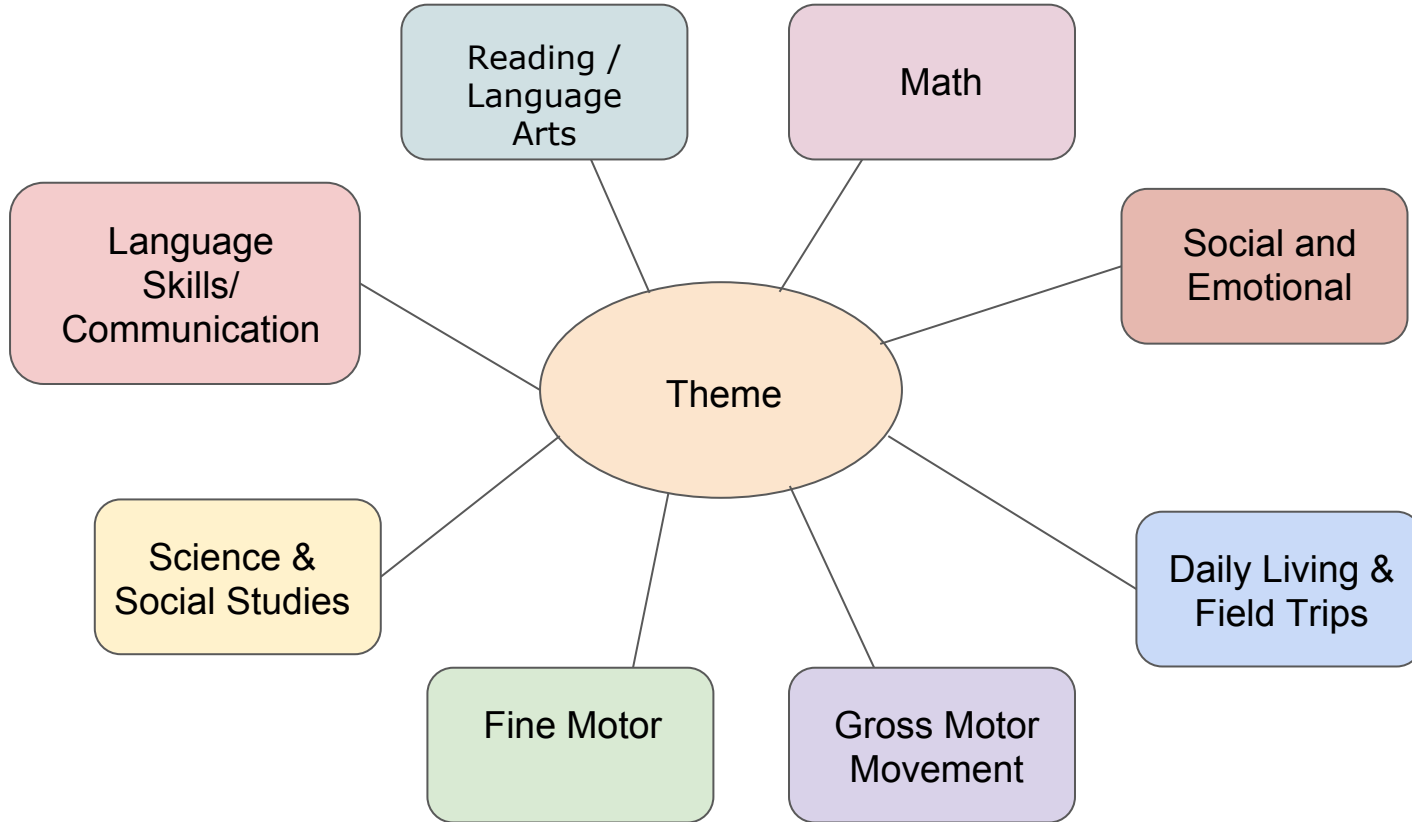 Reading /
Language
Arts
Math
Language
Skills/
Communication
Social and
Emotional
Theme
Science &
Social Studies
Daily Living &
Field Trips
Fine Motor
Gross Motor
Movement